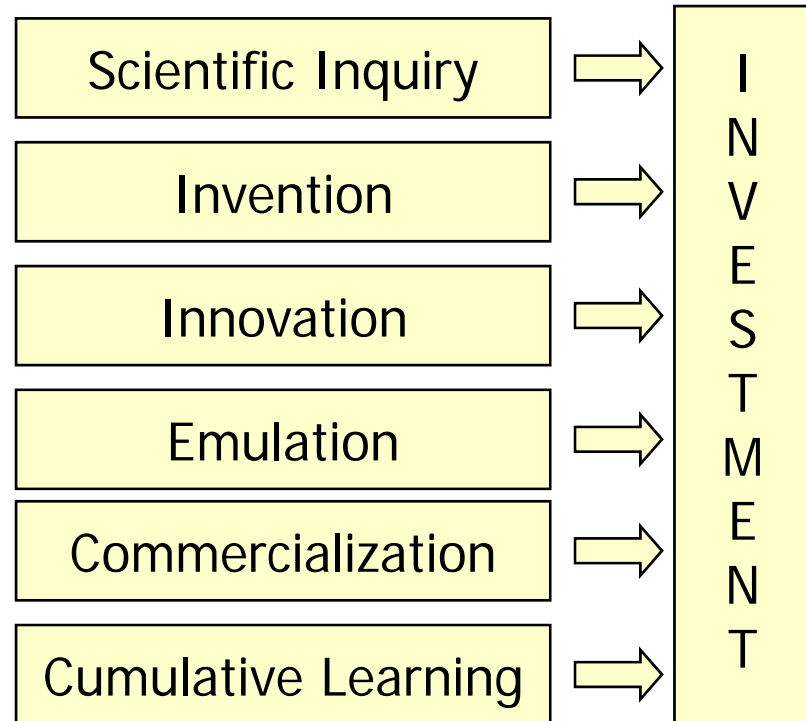 Scientific Inquiry
Invention
Innovation
Emulation
Commercialization
Cumulative Learning
I
N
V
E
S
T
M
E
N
T